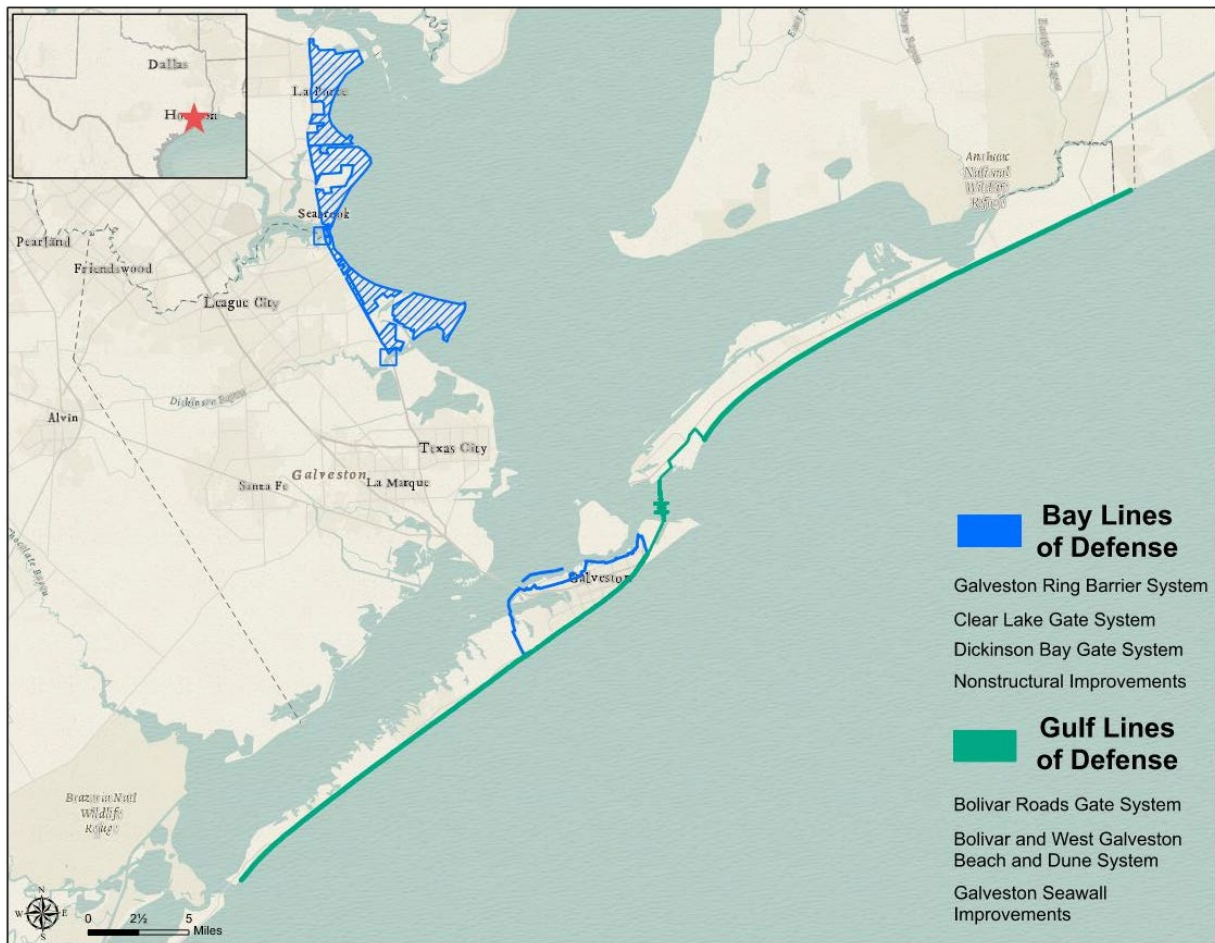 Dallas
Houston
La Porte
Seabrook
Pearland
Friendswood
League City
Dickinson Bayou
Alvin
Texas City
Galveston
Santa Fe
La Marque
Galveston
Anahuac
National
Wildlife
Refuge
Chocolate Bayou
Brazoria Natl
Wildlife
Refuge
Bay Lines
of Defense
Galveston Ring Barrier System
Clear Lake Gate System
Dickinson Bay Gate System
Nonstructural Improvements
Gulf Lines
of Defense
Bolivar Roads Gate System
Bolivar and West Galveston
Beach and Dune System
Galveston Seawall
Improvements
N
W E
S
0 2½ 5
Miles